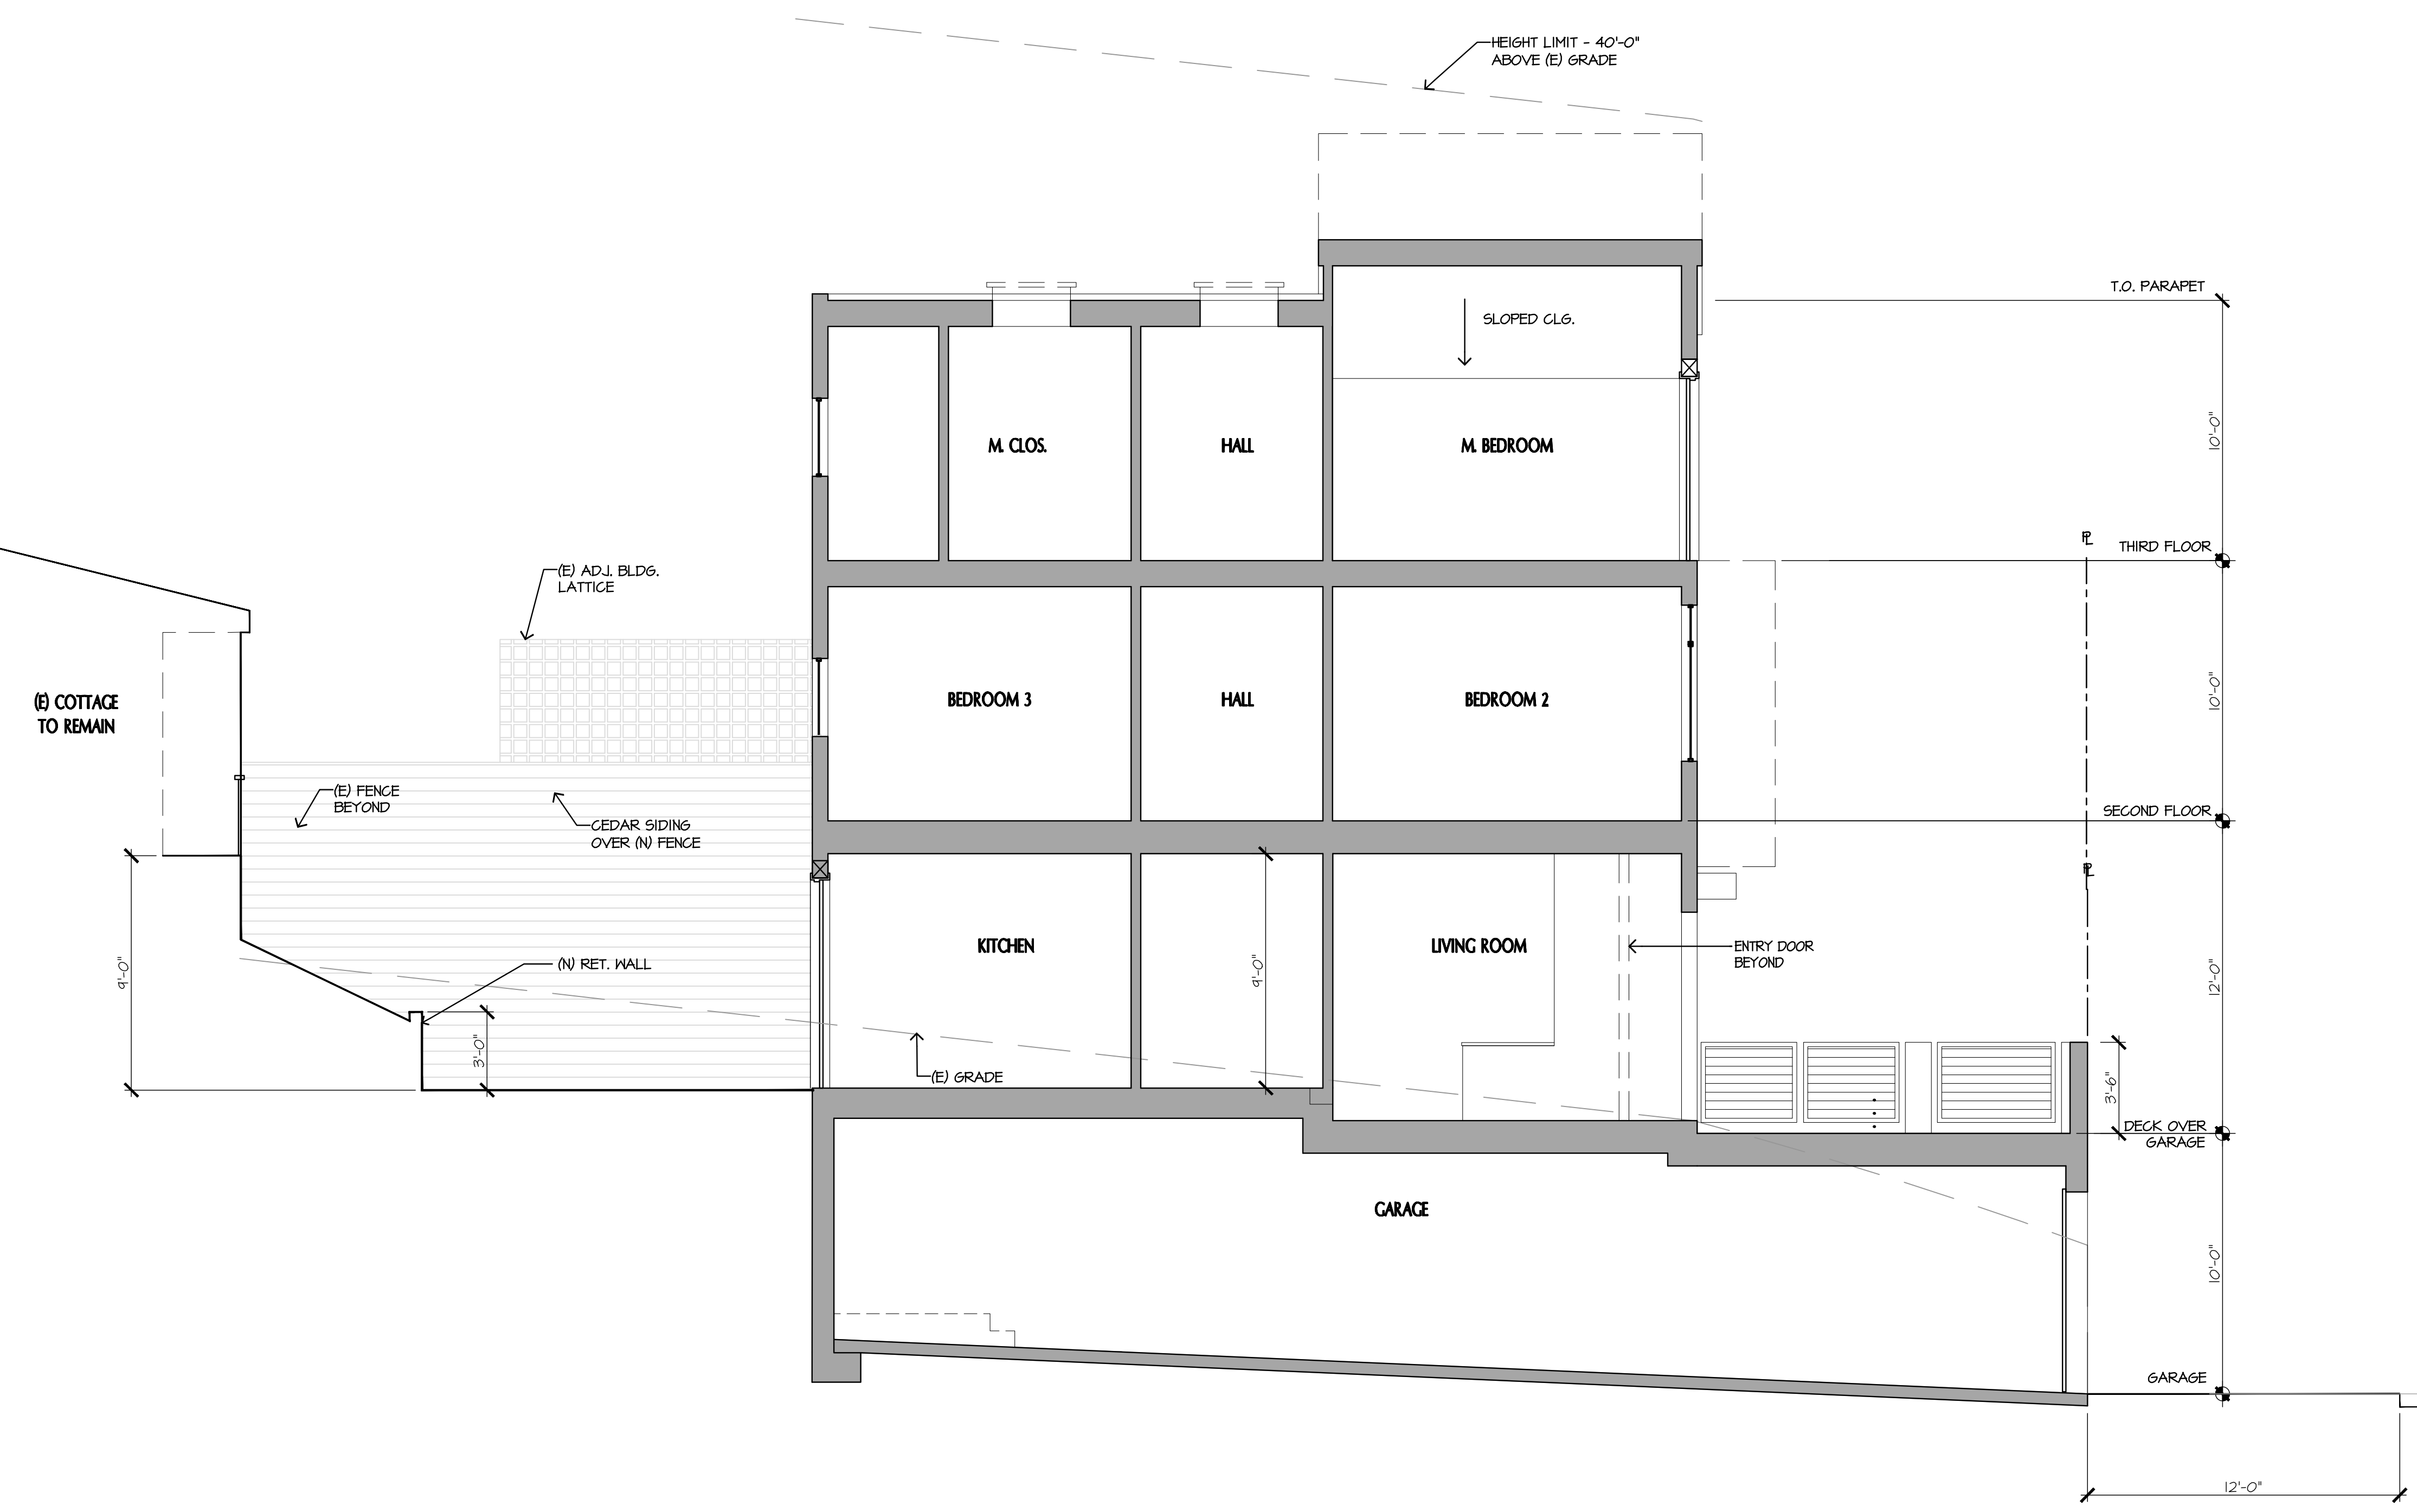 HEIGHT LIMIT - 40'-0"
ABOVE (E) GRADE
T.O. PARAPET
SLOPED CLG.
10'-0"
M. CLOS.
HALL
M. BEDROOM
PL
THIRD FLOOR
(E) ADJ. BLDG.
LATTICE
(E) COTTAGE
TO REMAIN
BEDROOM 3
HALL
BEDROOM 2
10'-0"
(E) FENCE
BEYOND
CEDAR SIDING
OVER (N) FENCE
SECOND FLOOR
PL
9'-0"
(N) RET. WALL
3'-0"
KITCHEN
9'-0"
LIVING ROOM
ENTRY DOOR
BEYOND
12'-0"
(E) GRADE
3'-6"
DECK OVER
GARAGE
GARAGE
10'-0"
GARAGE
12'-0"